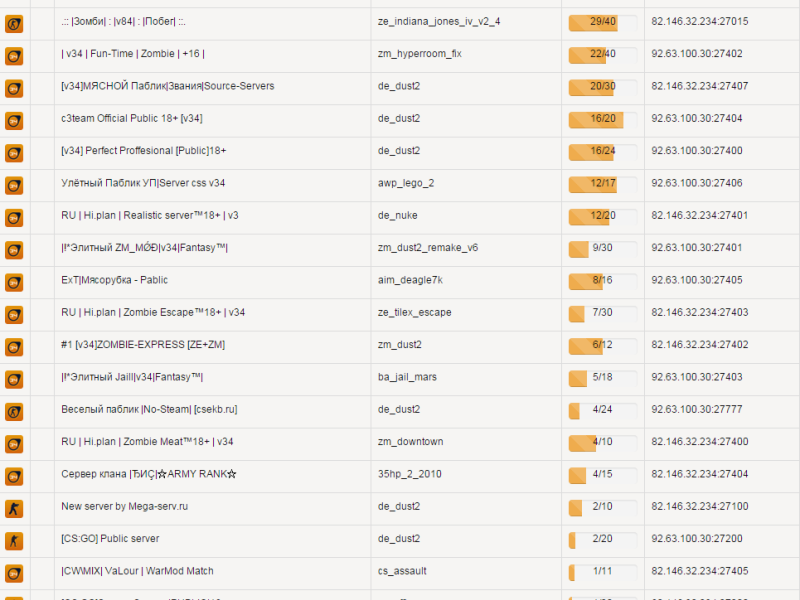 .:: |Зомби| : |v84| : |Побег| ::. ze_indiana_jones_iv_v2_4 29/40 82.146.32.234:27015
| v34 | Fun-Time | Zombie | +16 | zm_hyperroom_fix 22/40 92.63.100.30:27402
[v34]МЯСНОЙ Паблик|Звания|Source-Servers de_dust2 20/30 82.146.32.234:27407
c3team Official Public 18+ [v34] de_dust2 16/20 92.63.100.30:27404
[v34] Perfect Proffesional [Public]18+ de_dust2 16/24 92.63.100.30:27400
Улётный Паблик УП|Server css v34 awp_lego_2 12/17 92.63.100.30:27406
RU | Hi.plan | Realistic server™18+ | v3 de_nuke 12/20 82.146.32.234:27401
|!*Элитный ZM_MǾÐ|v34|Fantasy™| zm_dust2_remake_v6 9/30 92.63.100.30:27401
ExT|Мясорубка - Pablic aim_deagle7k 8/16 92.63.100.30:27405
RU | Hi.plan | Zombie Escape™18+ | v34 ze_tilex_escape 7/30 82.146.32.234:27403
#1 [v34]ZOMBIE-EXPRESS [ZE+ZM] zm_dust2 6/12 82.146.32.234:27402
|!*Элитный Jaill|v34|Fantasy™| ba_jail_mars 5/18 92.63.100.30:27403
Веселый паблик |No-Steam| [csekb.ru] de_dust2 4/24 92.63.100.30:27777
RU | Hi.plan | Zombie Meat™18+ | v34 zm_downtown 4/10 82.146.32.234:27400
Сервер клана |ЂИÇ|☆ARMY RANK☆ 35hp_2_2010 4/15 82.146.32.234:27404
New server by Mega-serv.ru de_dust2 2/10 82.146.32.234:27100
[CS:GO] Public server de_dust2 2/20 92.63.100.30:27200
|CW\MIX| VaLour | WarMod Match cs_assault 1/11 82.146.32.234:27405